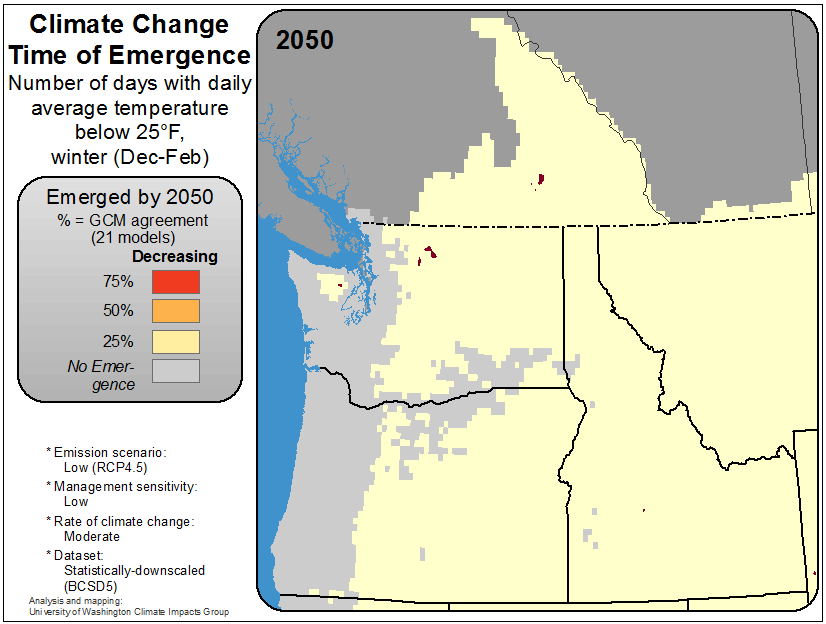 Climate Change
Time of Emergence
Number of days with daily
average temperature
below 25°F,
winter (Dec-Feb)
Emerged by 2050
% = GCM agreement
(21 models)
Decreasing
75%
50%
25%
No Emer-
gence
* Emission scenario:
Low (RCP4.5)
* Management sensitivity:
Low
* Rate of climate change:
Moderate
* Dataset:
Statistically-downscaled
(BCSD5)
Analysis and mapping:
University of Washington Climate Impacts Group
2050